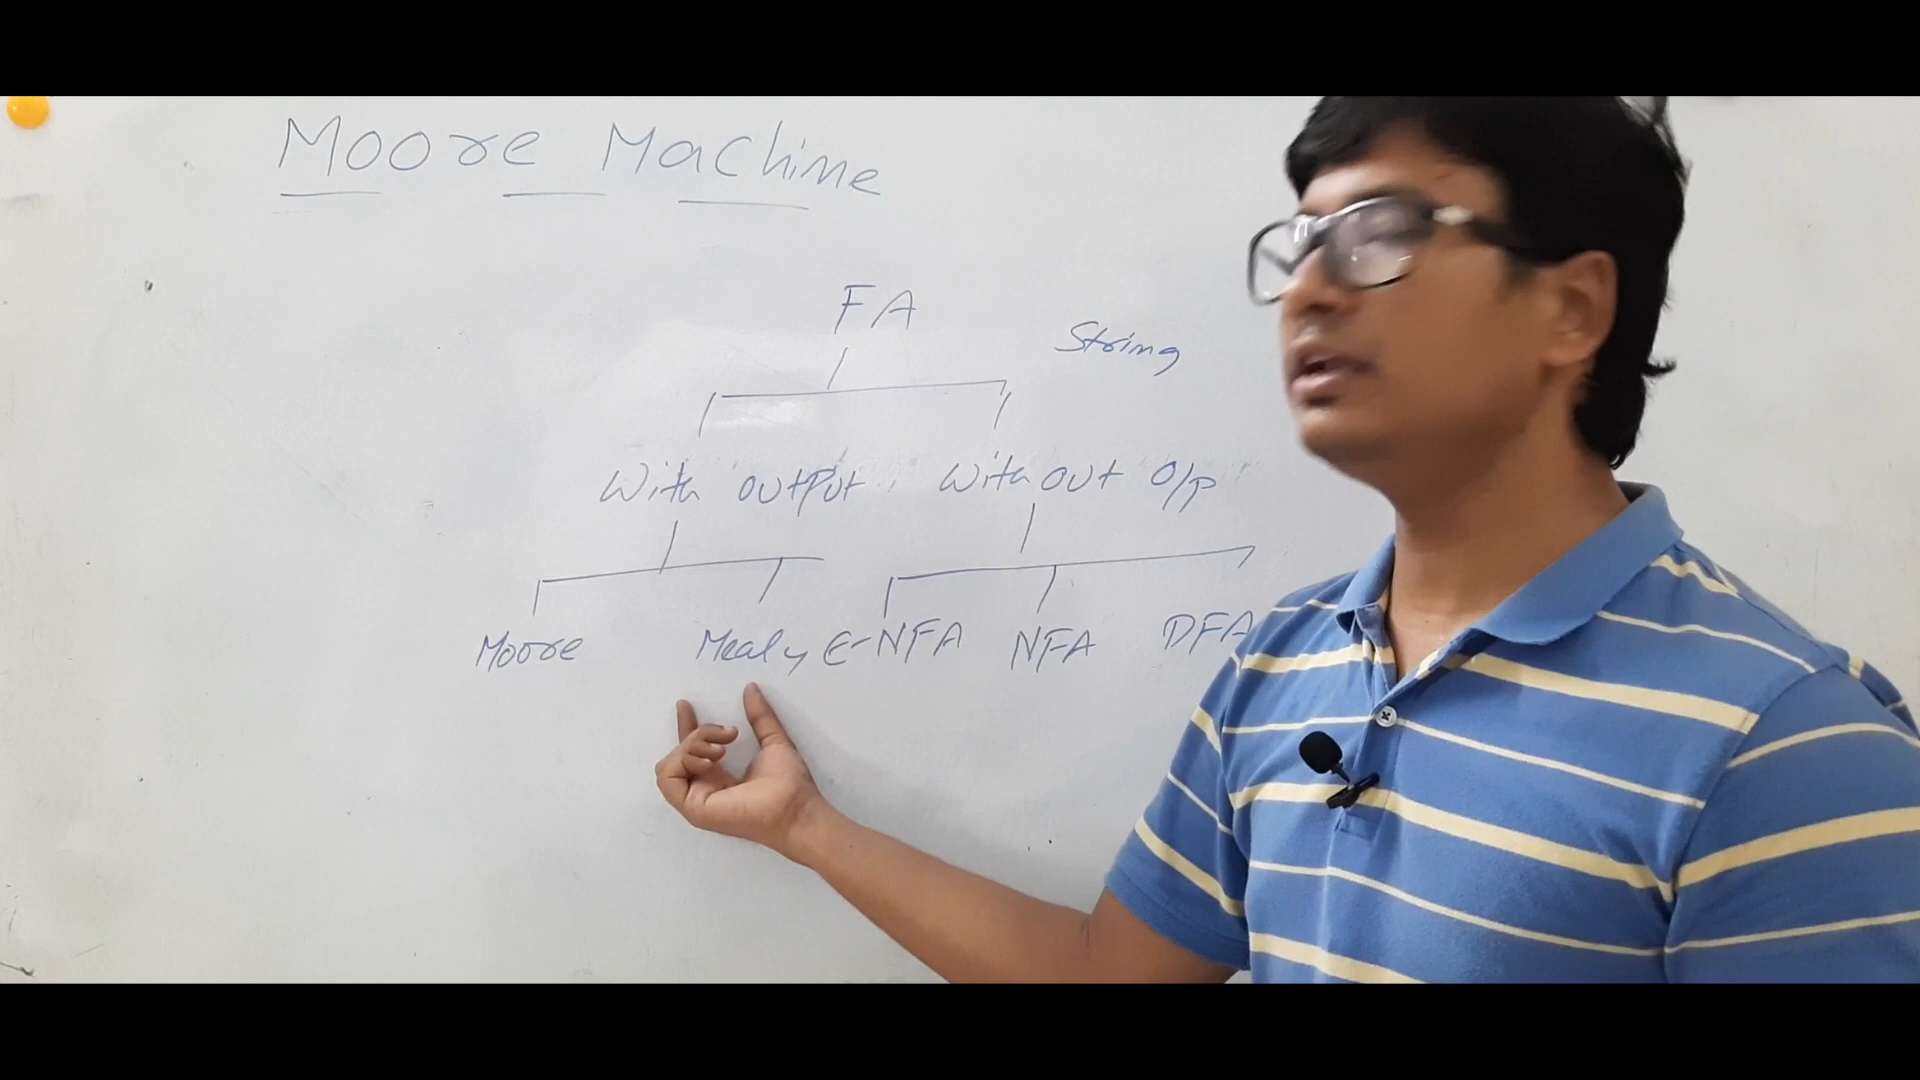 Moore Machine
FA
String
With output Without O/P
Moore Mealy E-NFA NFA DFA